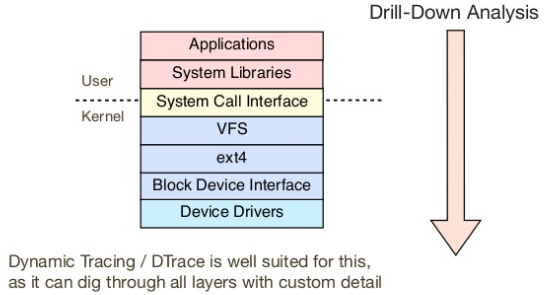 Drill-Down Analysis
Applications
System Libraries
User
System Call Interface
Kernel
VFS
ext4
Block Device Interface
Device Drivers
Dynamic Tracing / DTrace is well suited for this,
as it can dig through all layers with custom detail